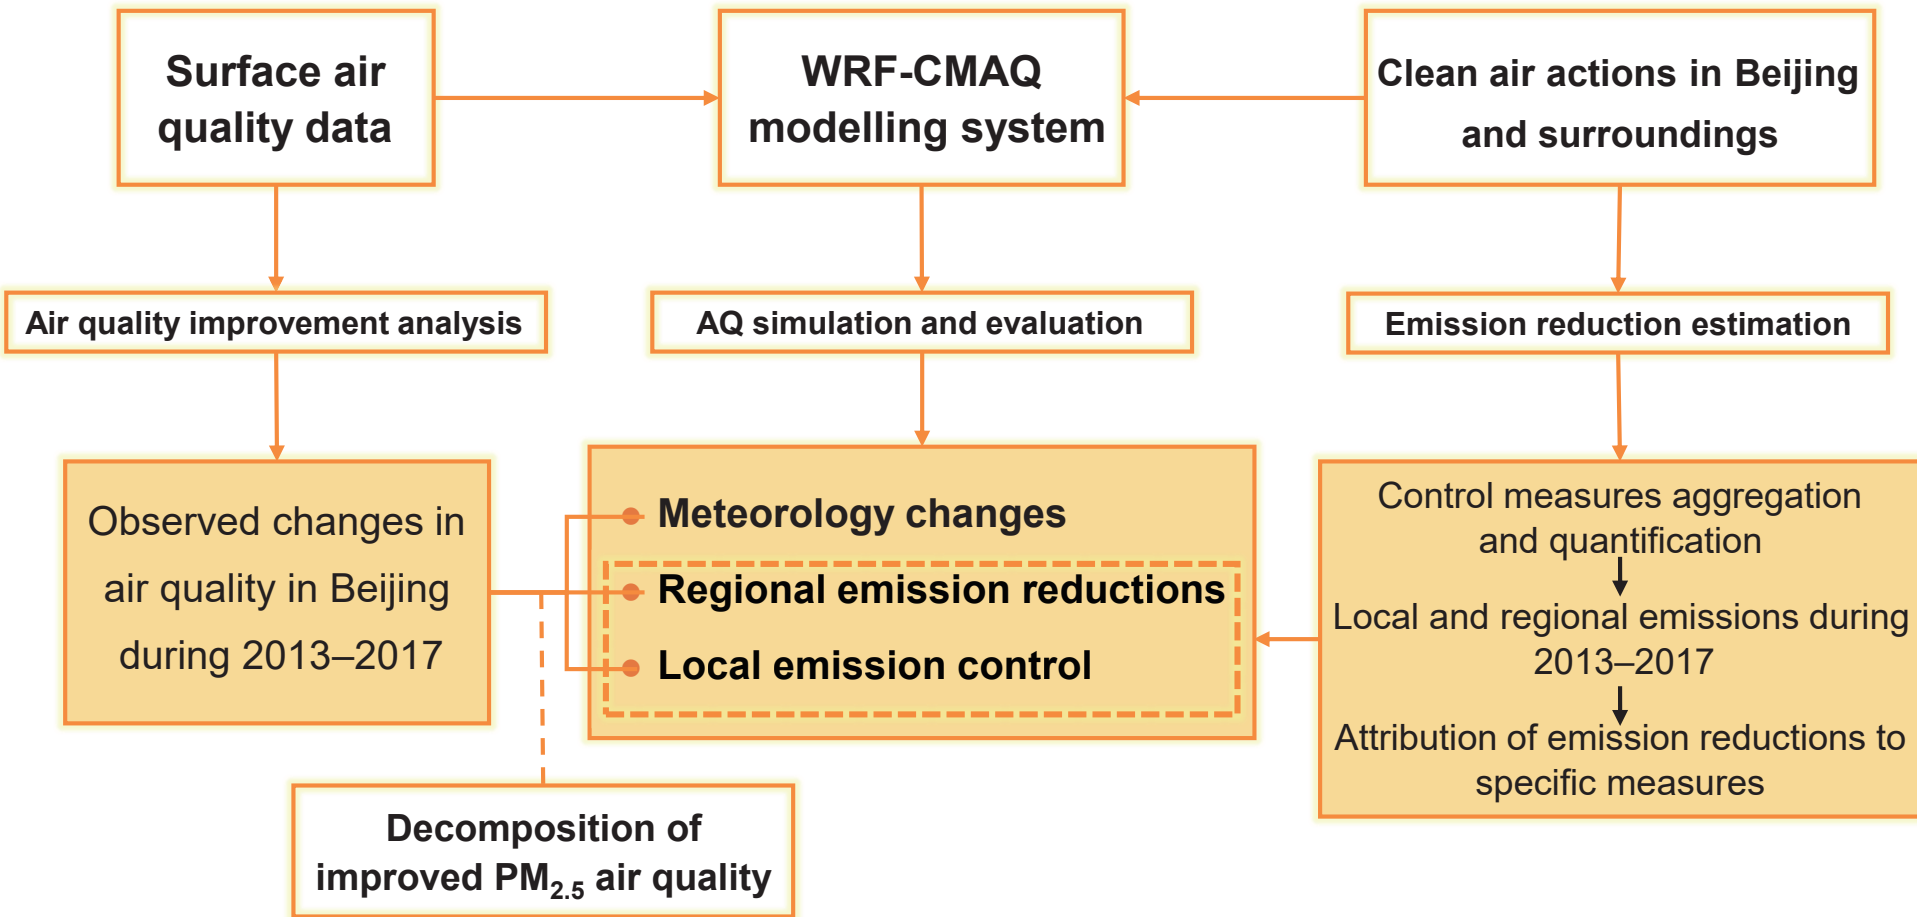 Surface air
quality data
WRF-CMAQ
modelling system
Clean air actions in Beijing
and surroundings
Air quality improvement analysis
AQ simulation and evaluation
Emission reduction estimation
Observed changes in
air quality in Beijing
during 2013–2017
Meteorology changes
Regional emission reductions
Local emission control
Control measures aggregation
and quantification
Local and regional emissions during
2013–2017
Attribution of emission reductions to
specific measures
Decomposition of
improved PM2.5 air quality